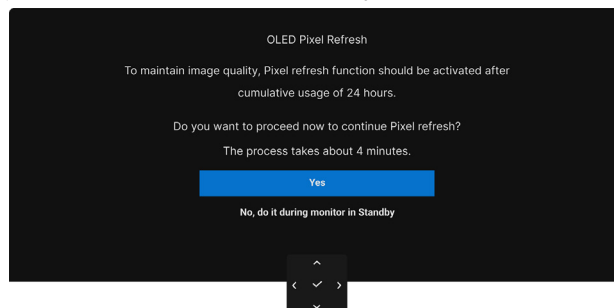 OLED Pixel Refresh
To maintain image quality, Pixel refresh function should be activated after
cumulative usage of 24 hours.
Do you want to proceed now to continue Pixel refresh?
The process takes about 4 minutes.
Yes
No, do it during monitor in Standby